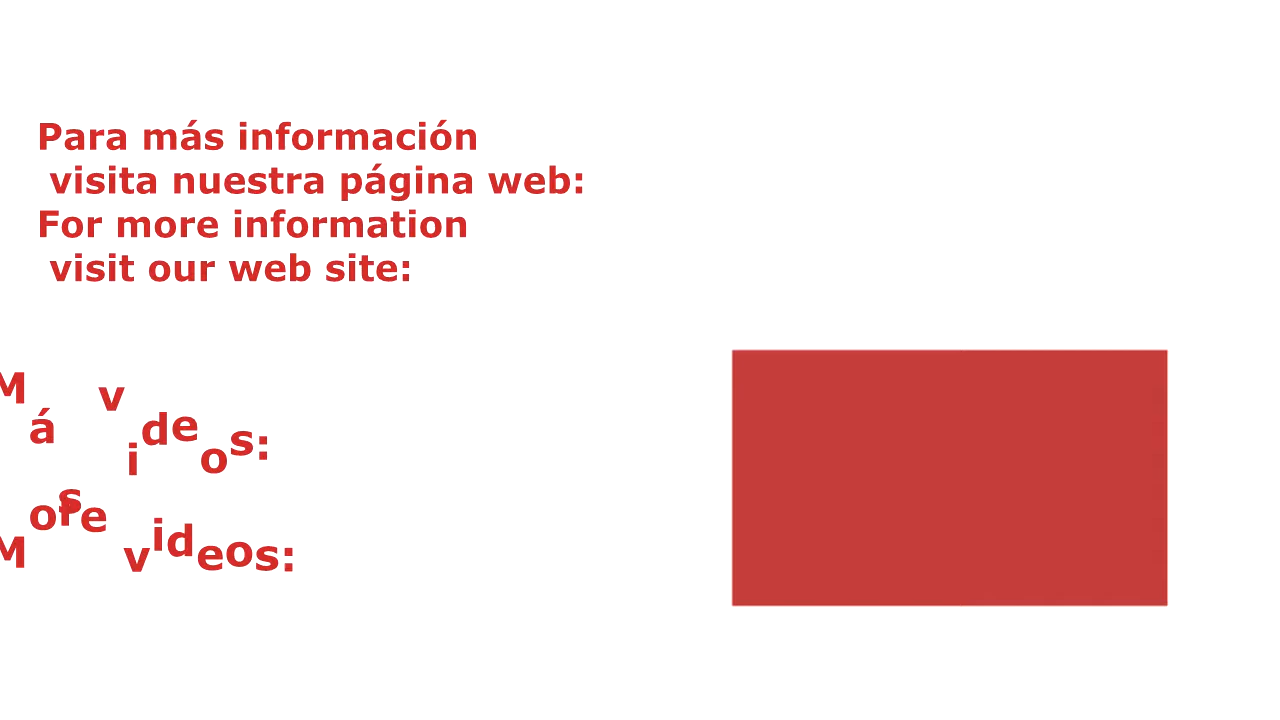 Para más información
visita nuestra página web:
For more information
visit our web site:
Más videos:
More videos: